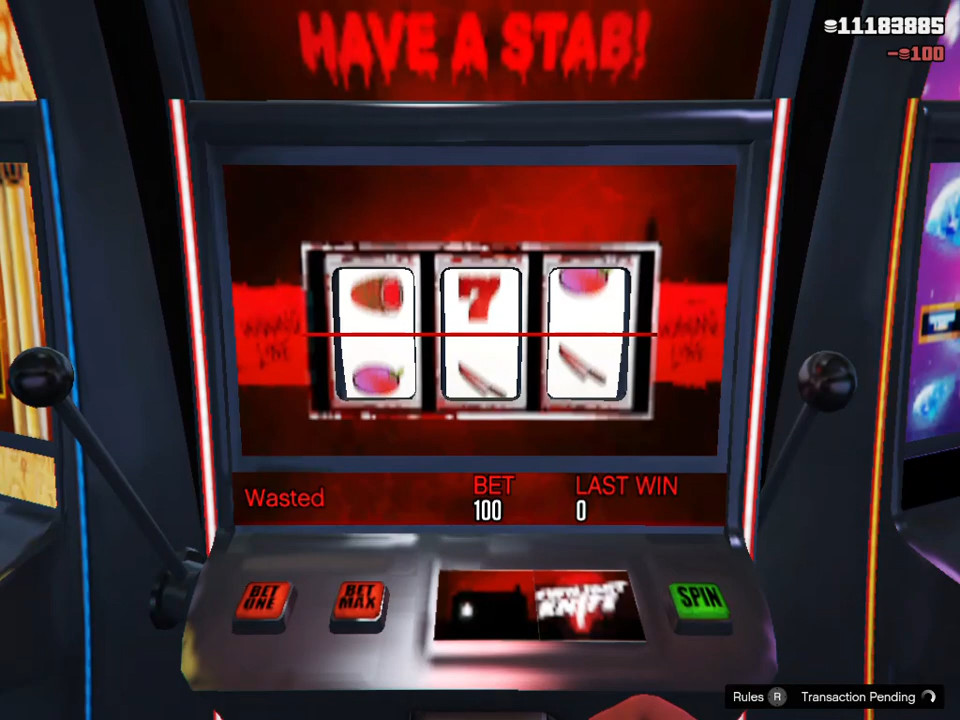 HAVE A STAB!
11183885
-100
7
Wasted
BET
100
LAST WIN
0
BET
ONE
BET
MAX
KNIFE
SPIN
Rules R Transaction Pending